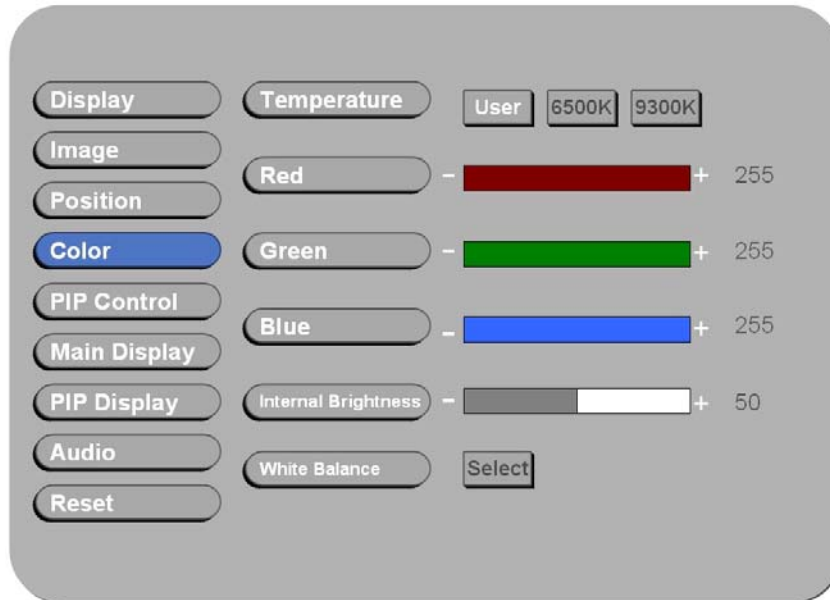 Display
Image
Position
Color
PIP Control
Main Display
PIP Display
Audio
Reset
Temperature User 6500K 9300K
Red - + 255
Green - + 255
Blue - + 255
Internal Brightness - + 50
White Balance Select